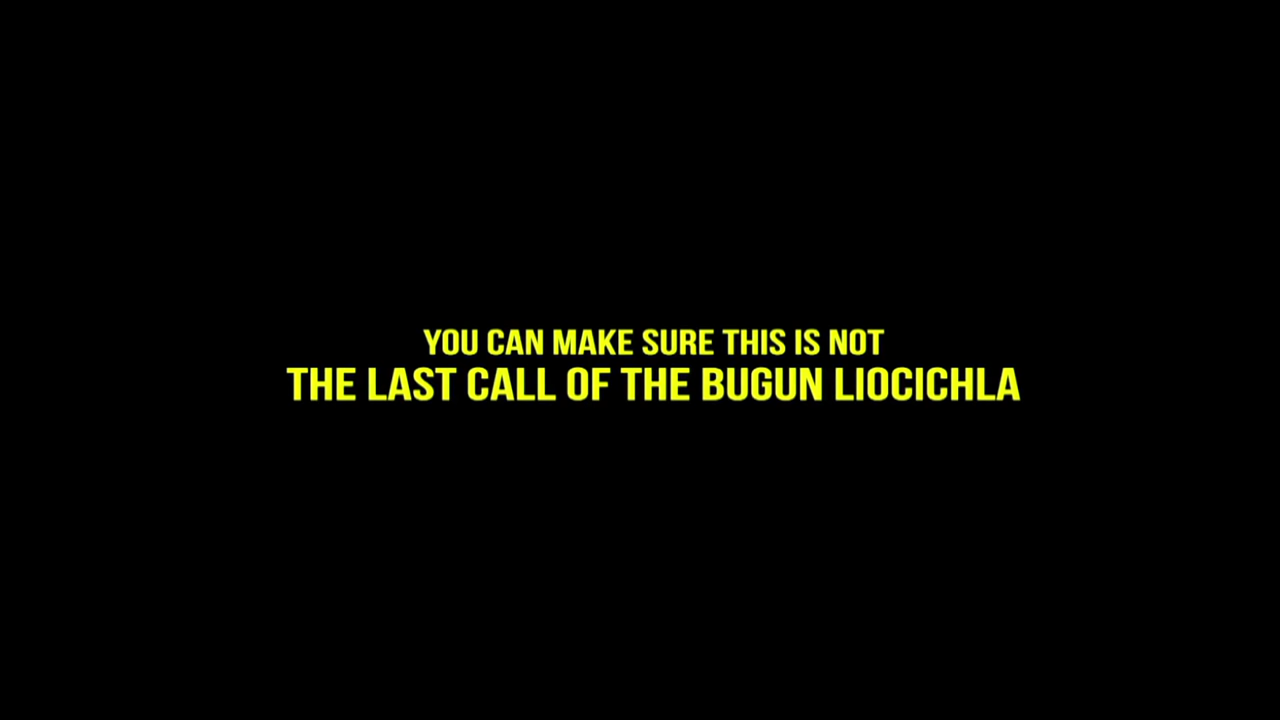 YOU CAN MAKE SURE THIS IS NOT
THE LAST CALL OF THE BUGUN LIOCICHLA